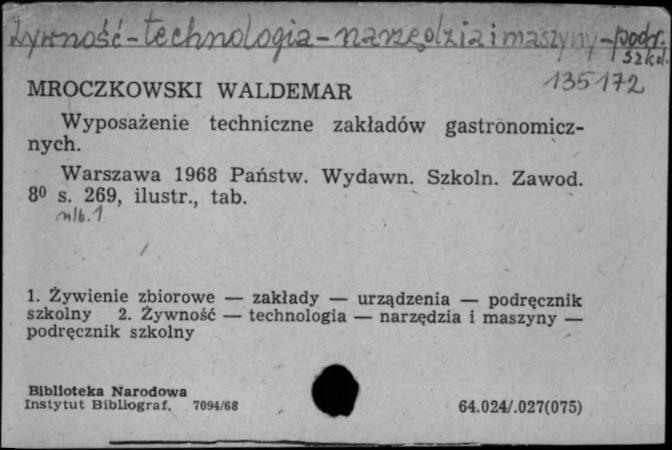 Żywność - technologia - narzędzia i maszyny - podr. szkol.
135172
MROCZKOWSKI WALDEMAR
Wyposażenie techniczne zakładów gastronomicz-
nych.
Warszawa 1968 Państw. Wydawn. Szkoln. Zawod.
8⁰ s. 269, ilustr., tab.
nlb. 1
1. Żywienie zbiorowe — zakłady — urządzenia — podręcznik
szkolny 2. Żywność — technologia — narzędzia i maszyny —
podręcznik szkolny
Biblioteka Narodowa
Instytut Bibliograf. 7094/68
64.024/.027(075)